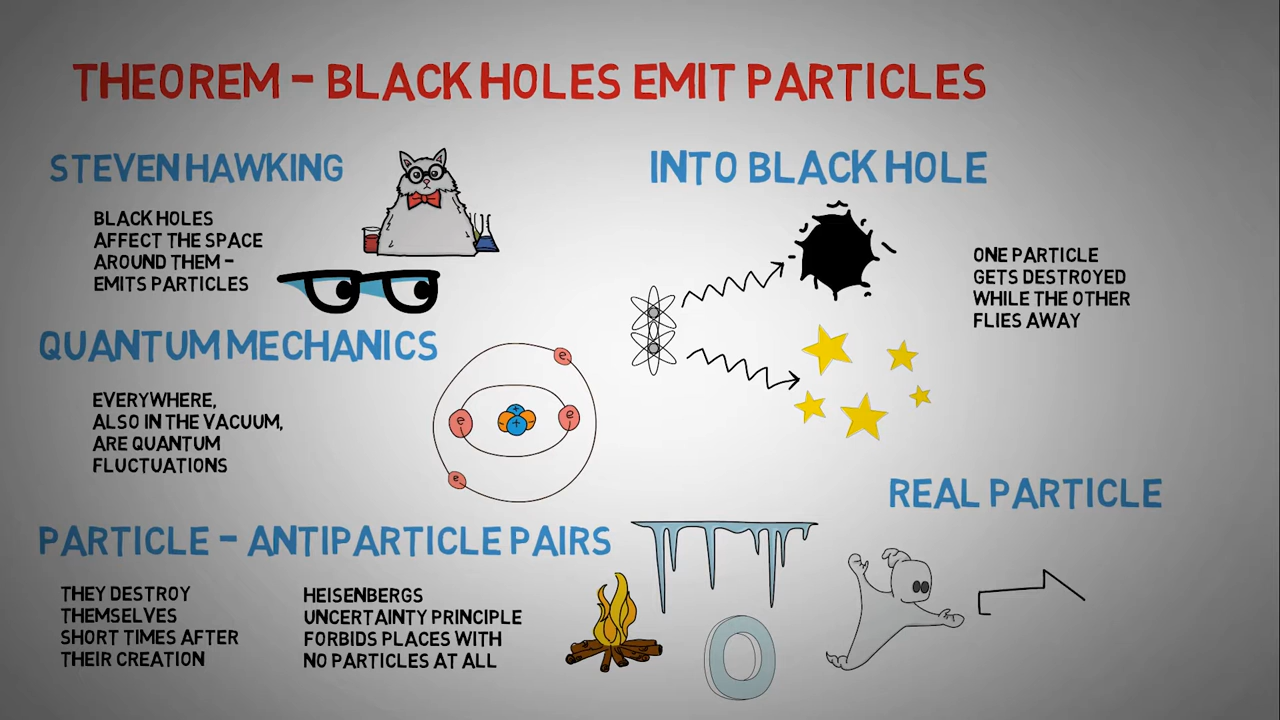 THEOREM - BLACK HOLES EMIT PARTICLES
STEVEN HAWKING
BLACK HOLES
AFFECT THE SPACE
AROUND THEM -
EMITS PARTICLES
QUANTUM MECHANICS
EVERYWHERE,
ALSO IN THE VACUUM,
ARE QUANTUM
FLUCTUATIONS
e
e
e
e
+
+
PARTICLE - ANTIPARTICLE PAIRS
THEY DESTROY
THEMSELVES
SHORT TIMES AFTER
THEIR CREATION
HEISENBERGS
UNCERTAINTY PRINCIPLE
FORBIDS PLACES WITH
NO PARTICLES AT ALL
0
INTO BLACK HOLE
ONE PARTICLE
GETS DESTROYED
WHILE THE OTHER
FLIES AWAY
REAL PARTICLE